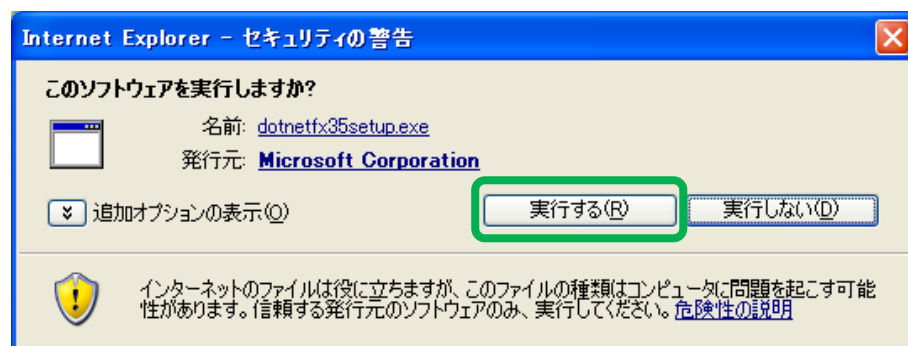 Internet Explorer - セキュリティの警告
このソフトウェアを実行しますか?
名前: dotnetfx35setup.exe
発行元: Microsoft Corporation
追加オプションの表示(O) 実行する(R) 実行しない(D)
インターネットのファイルは役に立ちますが、このファイルの種類はコンピュータに問題を起こす可能
性があります。信頼する発行元のソフトウェアのみ、実行してください。危険性の説明